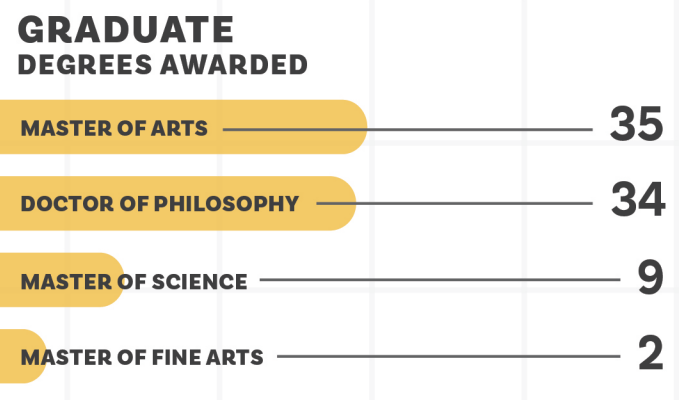 GRADUATE
DEGREES AWARDED
MASTER OF ARTS 35
DOCTOR OF PHILOSOPHY 34
MASTER OF SCIENCE 9
MASTER OF FINE ARTS 2